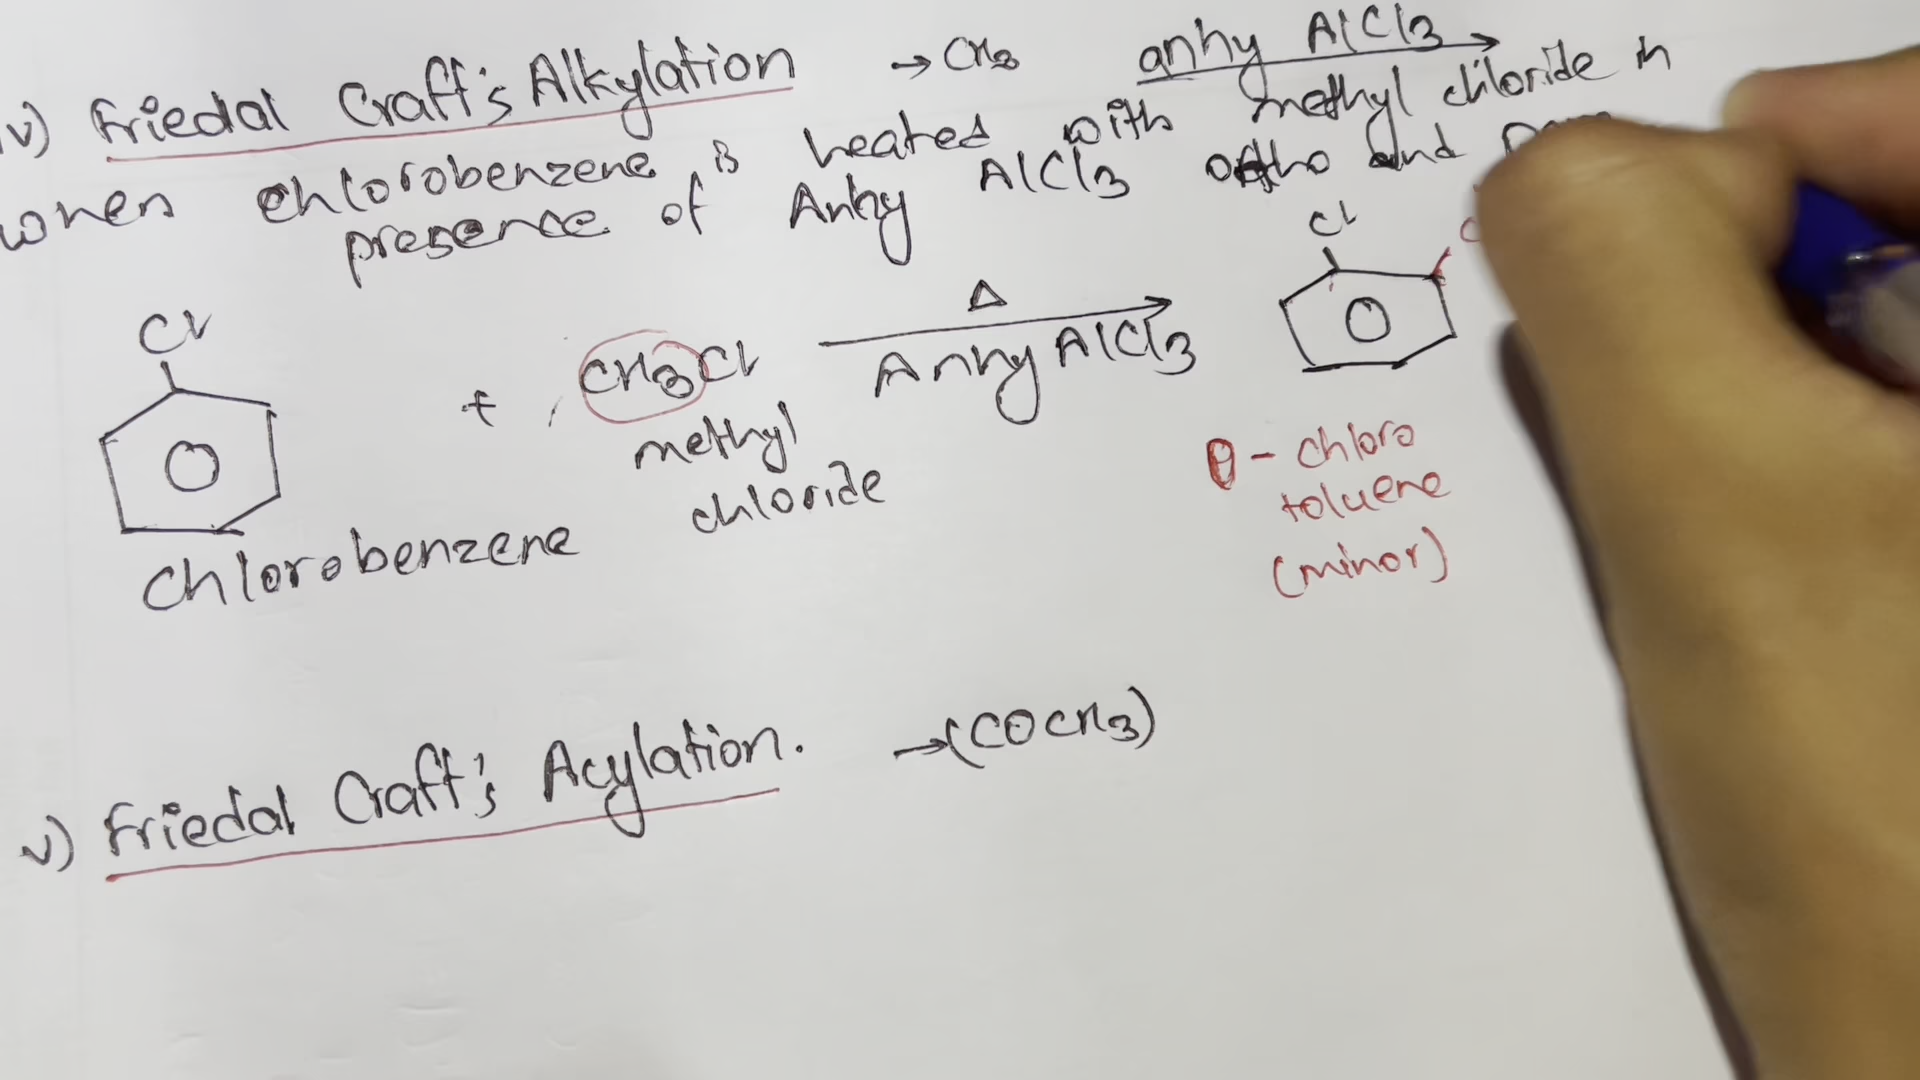 iv) Friedal Craft's Alkylation → CH3 anhy AlCl3
when chlorobenzene is heated with methyl chloride in
presence of Anhy AlCl3 ortho and
Cl
Cl
Δ
+ CH3Cl Anhy AlCl3
methyl
chloride
chlorobenzene
O - chloro
toluene
(minor)
v) Friedal Craft's Acylation. → (COCH3)